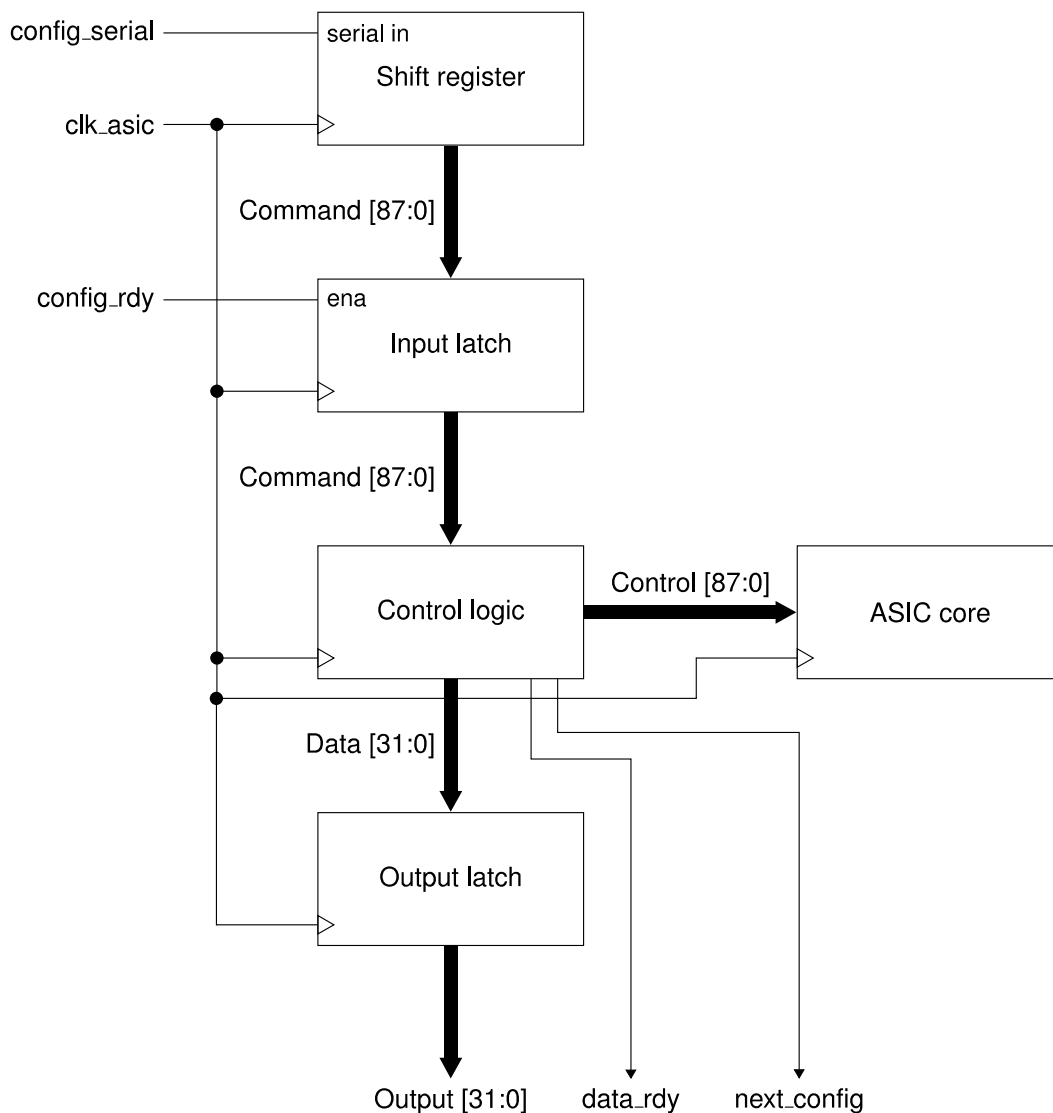 config_serial
serial in
Shift register
clk_asic
Command [87:0]
config_rdy
ena
Input latch
Command [87:0]
Control logic
Control [87:0]
ASIC core
Data [31:0]
Output latch
Output [31:0]
data_rdy
next_config